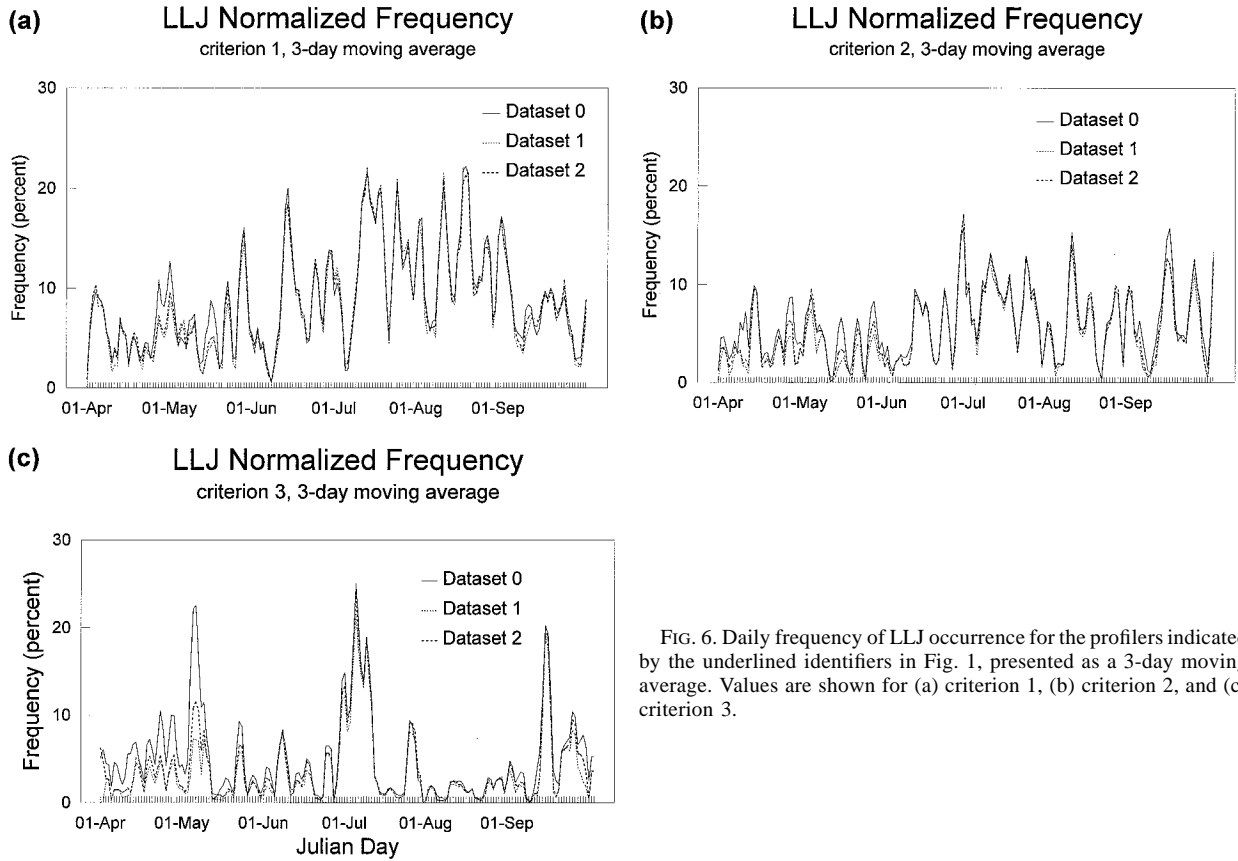 (a)
LLJ Normalized Frequency
criterion 1, 3-day moving average
Frequency (percent)
30
20
10
0
Dataset 0
Dataset 1
Dataset 2
01-Apr 01-May 01-Jun 01-Jul 01-Aug 01-Sep
(b)
LLJ Normalized Frequency
criterion 2, 3-day moving average
Frequency (percent)
30
20
10
0
Dataset 0
Dataset 1
Dataset 2
01-Apr 01-May 01-Jun 01-Jul 01-Aug 01-Sep
(c)
LLJ Normalized Frequency
criterion 3, 3-day moving average
Frequency (percent)
30
20
10
0
Dataset 0
Dataset 1
Dataset 2
01-Apr 01-May 01-Jun 01-Jul 01-Aug 01-Sep
Julian Day
FIG. 6. Daily frequency of LLJ occurrence for the profilers indicated
by the underlined identifiers in Fig. 1, presented as a 3-day moving
average. Values are shown for (a) criterion 1, (b) criterion 2, and (c
criterion 3.